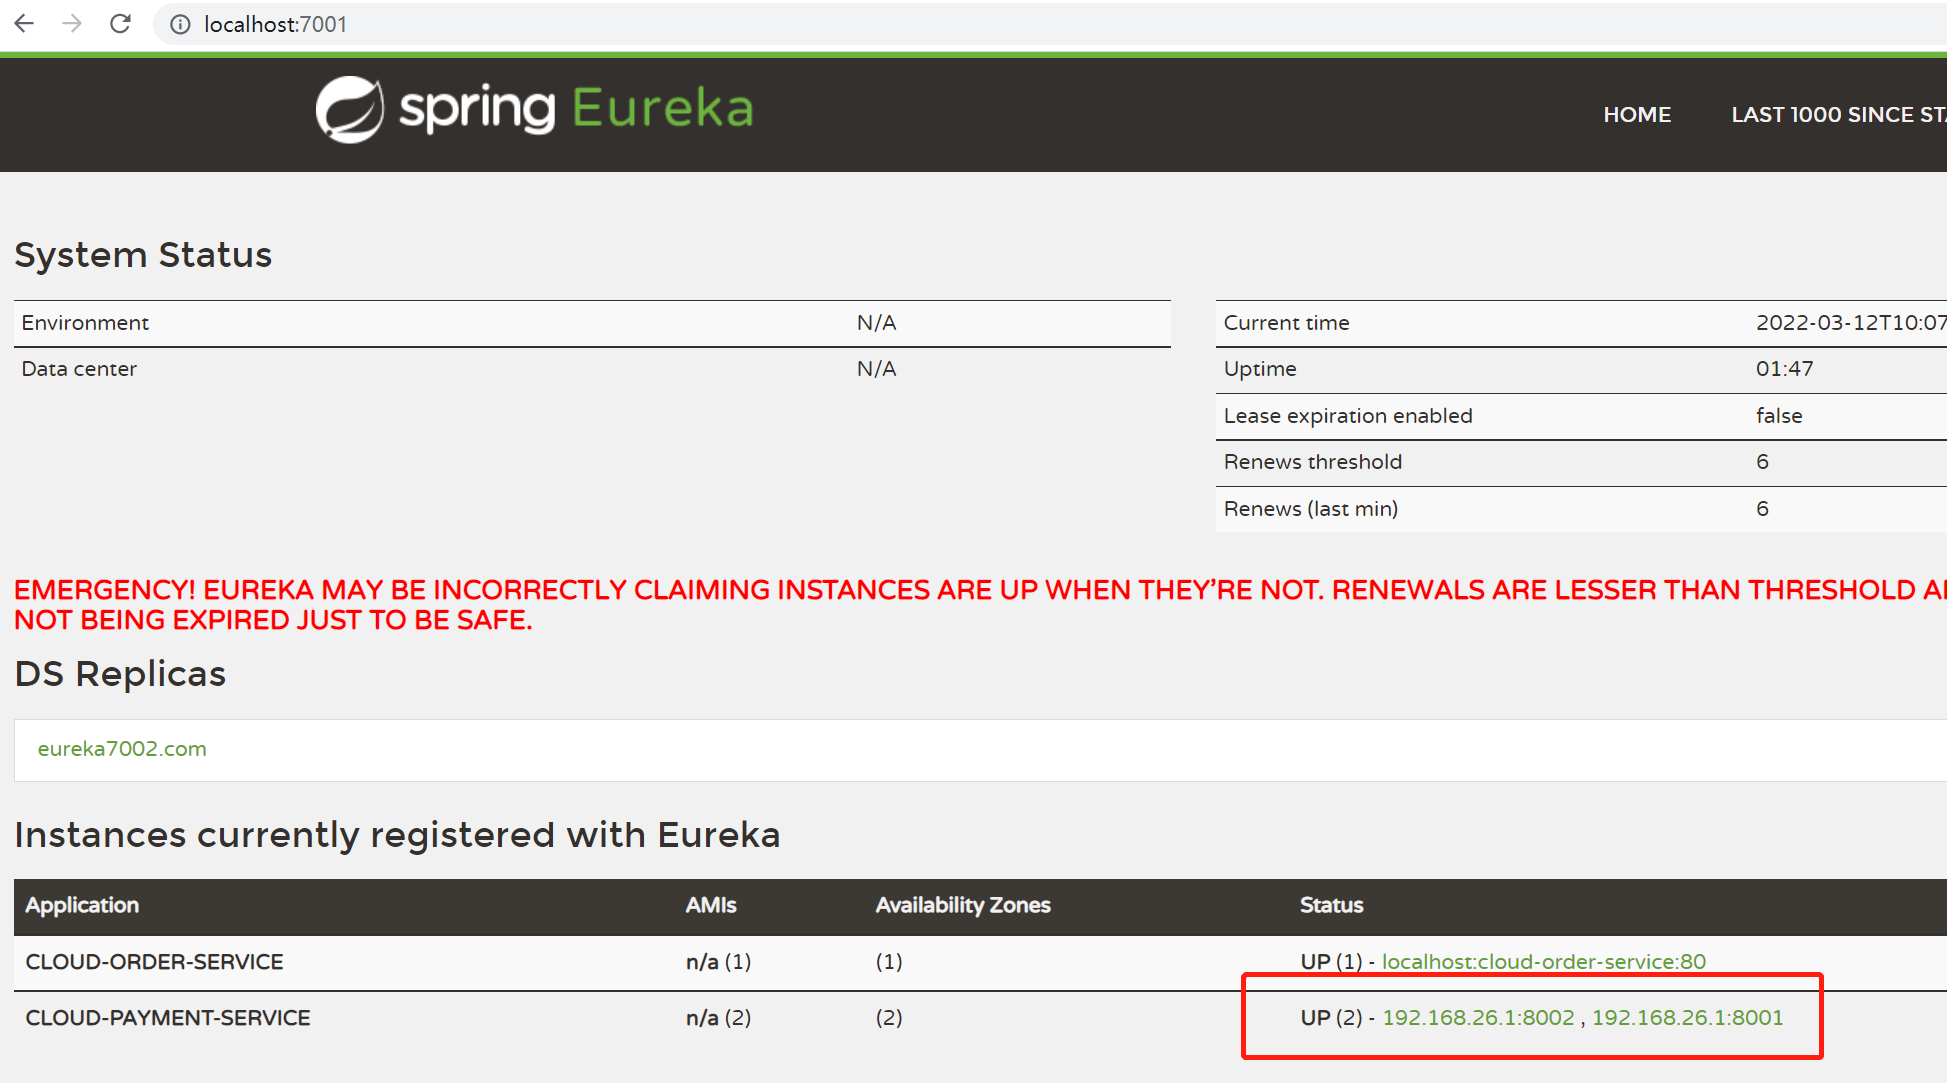 localhost:7001
spring Eureka
HOME LAST 1000 SINCE STA
System Status
Environment N/A
Data center N/A
Current time 2022-03-12T10:07
Uptime 01:47
Lease expiration enabled false
Renews threshold 6
Renews (last min) 6
EMERGENCY! EUREKA MAY BE INCORRECTLY CLAIMING INSTANCES ARE UP WHEN THEY’RE NOT. RENEWALS ARE LESSER THAN THRESHOLD
NOT BEING EXPIRED JUST TO BE SAFE.
DS Replicas
eureka7002.com
Instances currently registered with Eureka
Application AMIs Availability Zones Status
CLOUD-ORDER-SERVICE n/a (1) (1) UP (1) - localhost:cloud-order-service:80
CLOUD-PAYMENT-SERVICE n/a (2) (2) UP (2) - 192.168.26.1:8002 , 192.168.26.1:8001